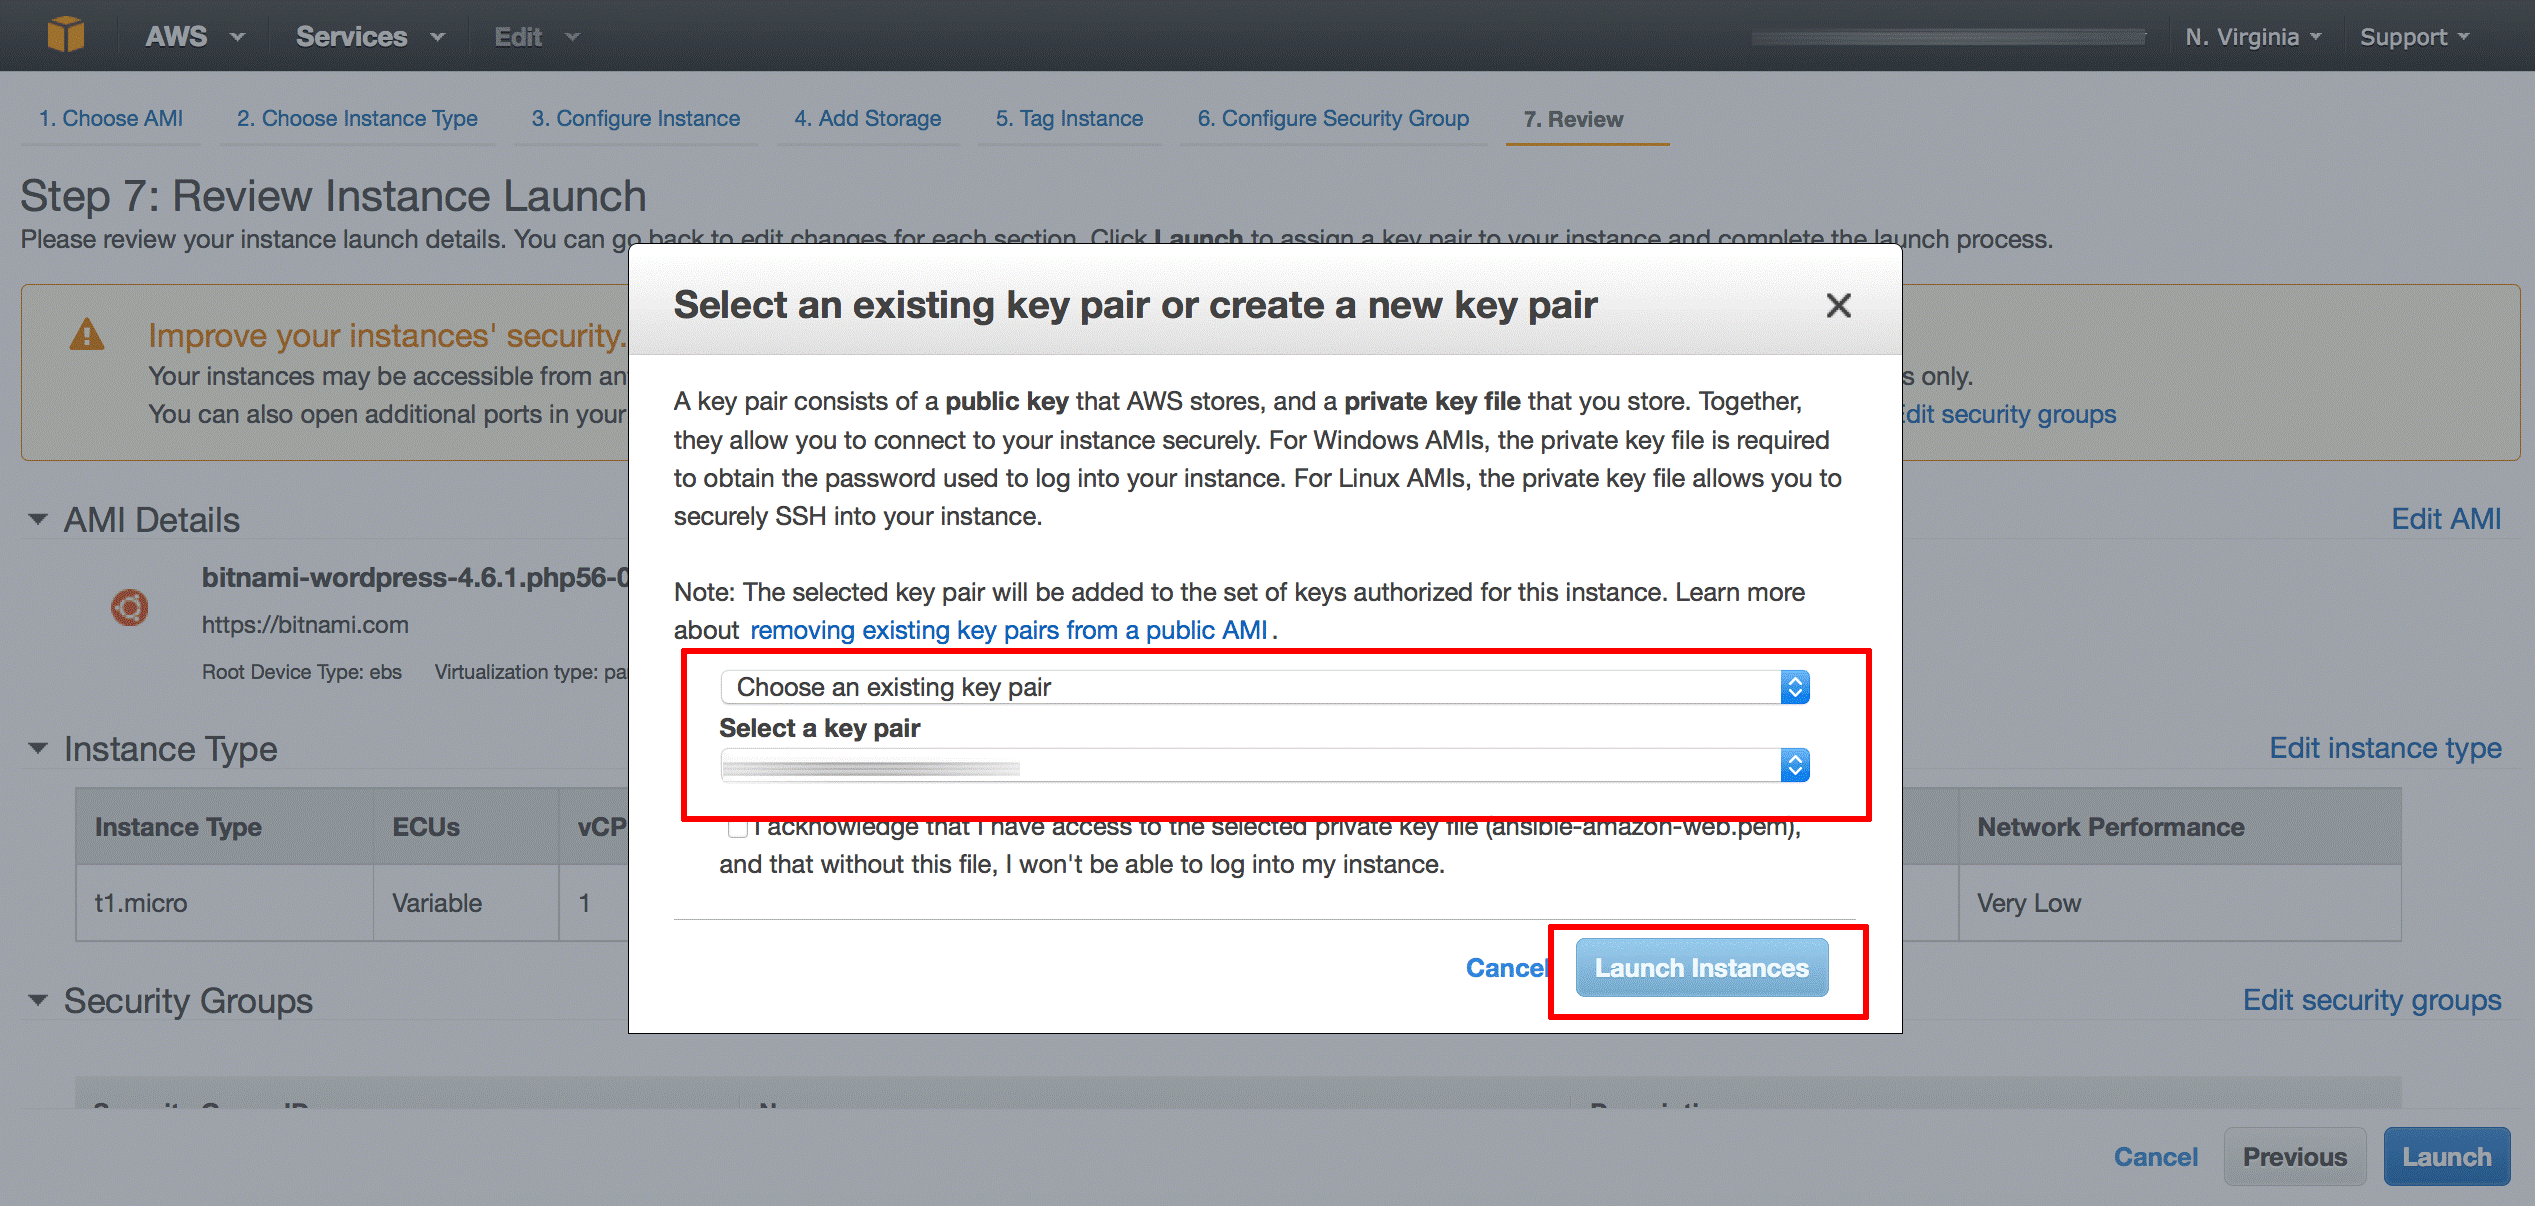 AWS Services Edit N. Virginia Support
1. Choose AMI 2. Choose Instance Type 3. Configure Instance 4. Add Storage 5. Tag Instance 6. Configure Security Group 7. Review
Step 7: Review Instance Launch
Please review your instance launch details. You can go back to edit changes for each section. Click Launch to assign a key pair to your instance and complete the launch process.
Improve your instances' security.
Your instances may be accessible from an
s only.
You can also open additional ports in your
dit security groups
Select an existing key pair or create a new key pair
A key pair consists of a public key that AWS stores, and a private key file that you store. Together,
they allow you to connect to your instance securely. For Windows AMIs, the private key file is required
to obtain the password used to log into your instance. For Linux AMIs, the private key file allows you to
securely SSH into your instance.
Note: The selected key pair will be added to the set of keys authorized for this instance. Learn more
about removing existing key pairs from a public AMI .
Choose an existing key pair
Select a key pair
I acknowledge that I have access to the selected private key file (ansible-amazon-web.pem),
and that without this file, I won't be able to log into my instance.
Cancel Launch Instances
AMI Details Edit AMI
bitnami-wordpress-4.6.1.php56-0
https://bitnami.com
Root Device Type: ebs Virtualization type: pa
Instance Type Edit instance type
Instance Type ECUs vCP Network Performance
t1.micro Variable 1 Very Low
Security Groups Edit security groups
Cancel Previous Launch